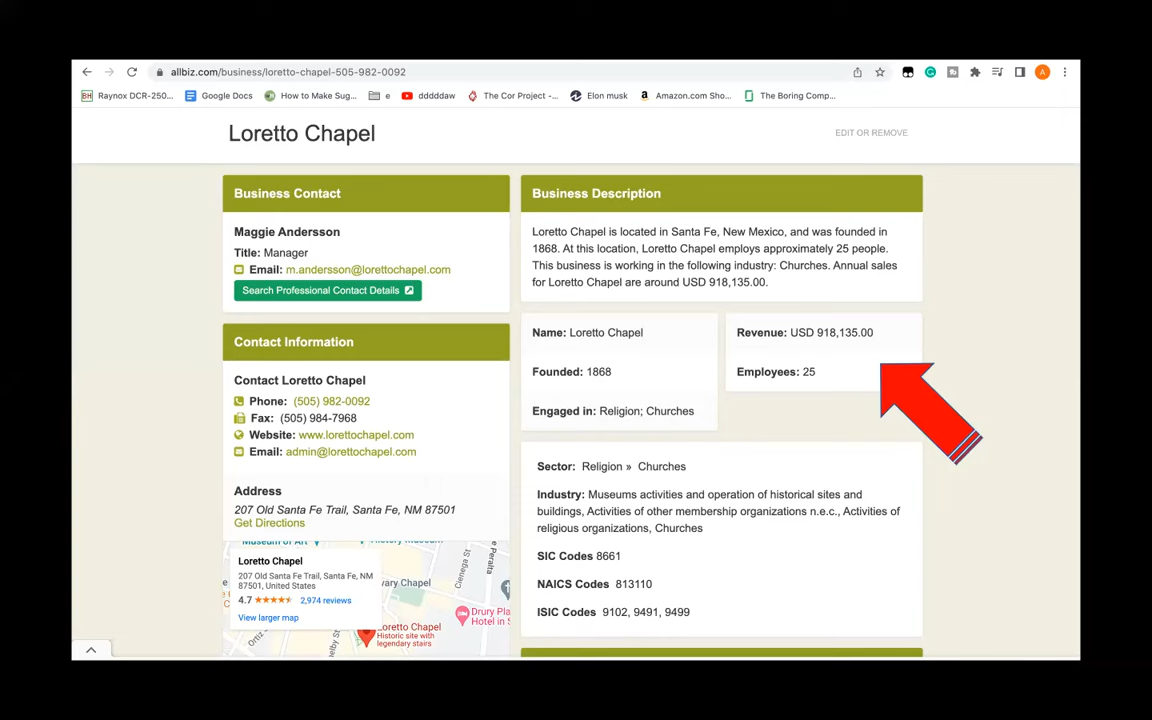 allbiz.com/business/loretto-chapel-505-982-0092
A
Raynox DCR-250...
Google Docs
How to Make Sug...
e
dddddaw
The Cor Project -...
Elon musk
Amazon.com Sho...
The Boring Comp...
Loretto Chapel
EDIT OR REMOVE
Business Contact
Maggie Andersson
Title: Manager
Email: m.andersson@lorettochapel.com
Search Professional Contact Details
Contact Information
Contact Loretto Chapel
Phone: (505) 982-0092
Fax: (505) 984-7968
Website: www.lorettochapel.com
Email: admin@lorettochapel.com
Address
207 Old Santa Fe Trail, Santa Fe, NM 87501
Get Directions
Loretto Chapel
207 Old Santa Fe Trail, Santa Fe, NM
87501, United States
4.7 2,974 reviews
View larger map
Cienega St
E Peralta
Drury Pla
Hotel in S
Loretto Chapel
Historic site with
legendary stairs
Business Description
Loretto Chapel is located in Santa Fe, New Mexico, and was founded in
1868. At this location, Loretto Chapel employs approximately 25 people.
This business is working in the following industry: Churches. Annual sales
for Loretto Chapel are around USD 918,135.00.
Name: Loretto Chapel
Founded: 1868
Engaged in: Religion; Churches
Revenue: USD 918,135.00
Employees: 25
Sector: Religion » Churches
Industry: Museums activities and operation of historical sites and
buildings, Activities of other membership organizations n.e.c., Activities of
religious organizations, Churches
SIC Codes 8661
NAICS Codes 813110
ISIC Codes 9102, 9491, 9499